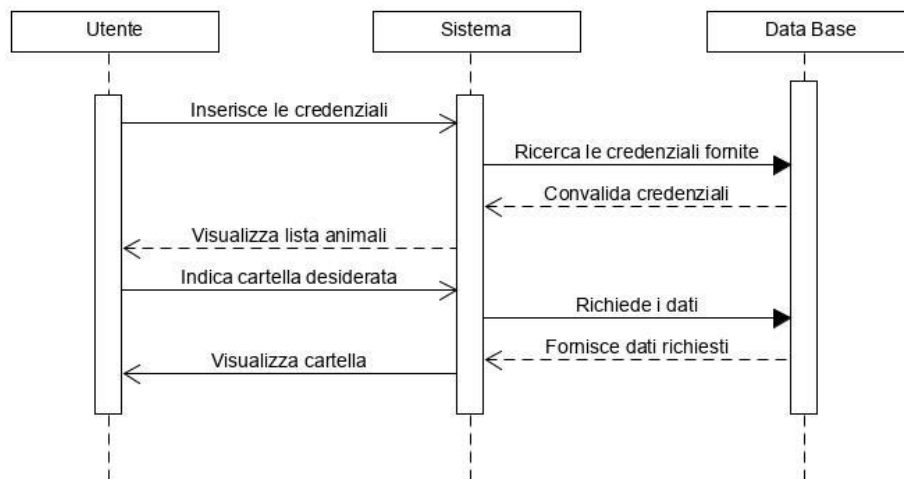 Utente
Sistema
Data Base
Inserisce le credenziali
Ricerca le credenziali fornite
Convalida credenziali
Visualizza lista animali
Indica cartella desiderata
Richiede i dati
Fornisce dati richiesti
Visualizza cartella